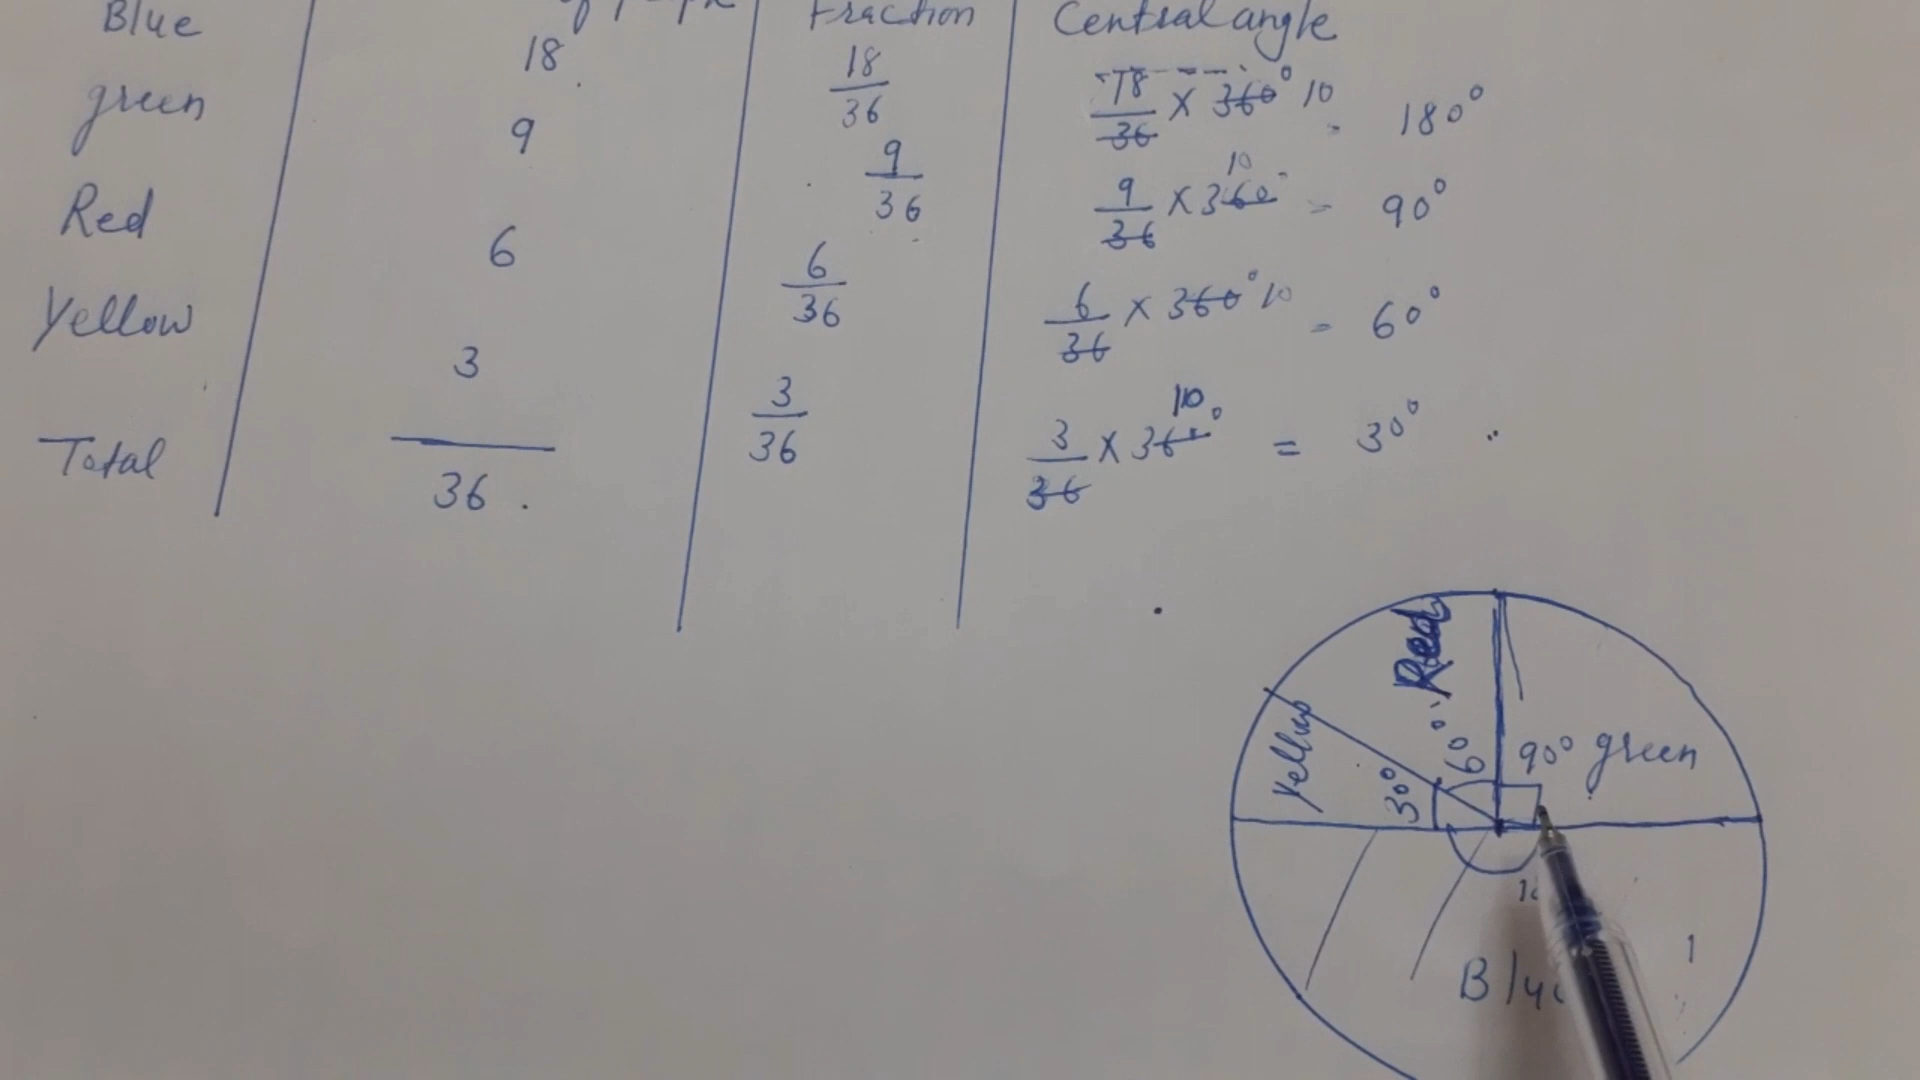 Blue Fraction Central angle
18 18/36 18/36 x 360° 10 = 180°
green 9 9/36 9/36 x 360° 10 = 90°
Red 6 6/36 6/36 x 360° 10 = 60°
Yellow 3 3/36 3/36 x 360° 10 = 30°
Total 36
Red
Yellow
30°
60°
90° green